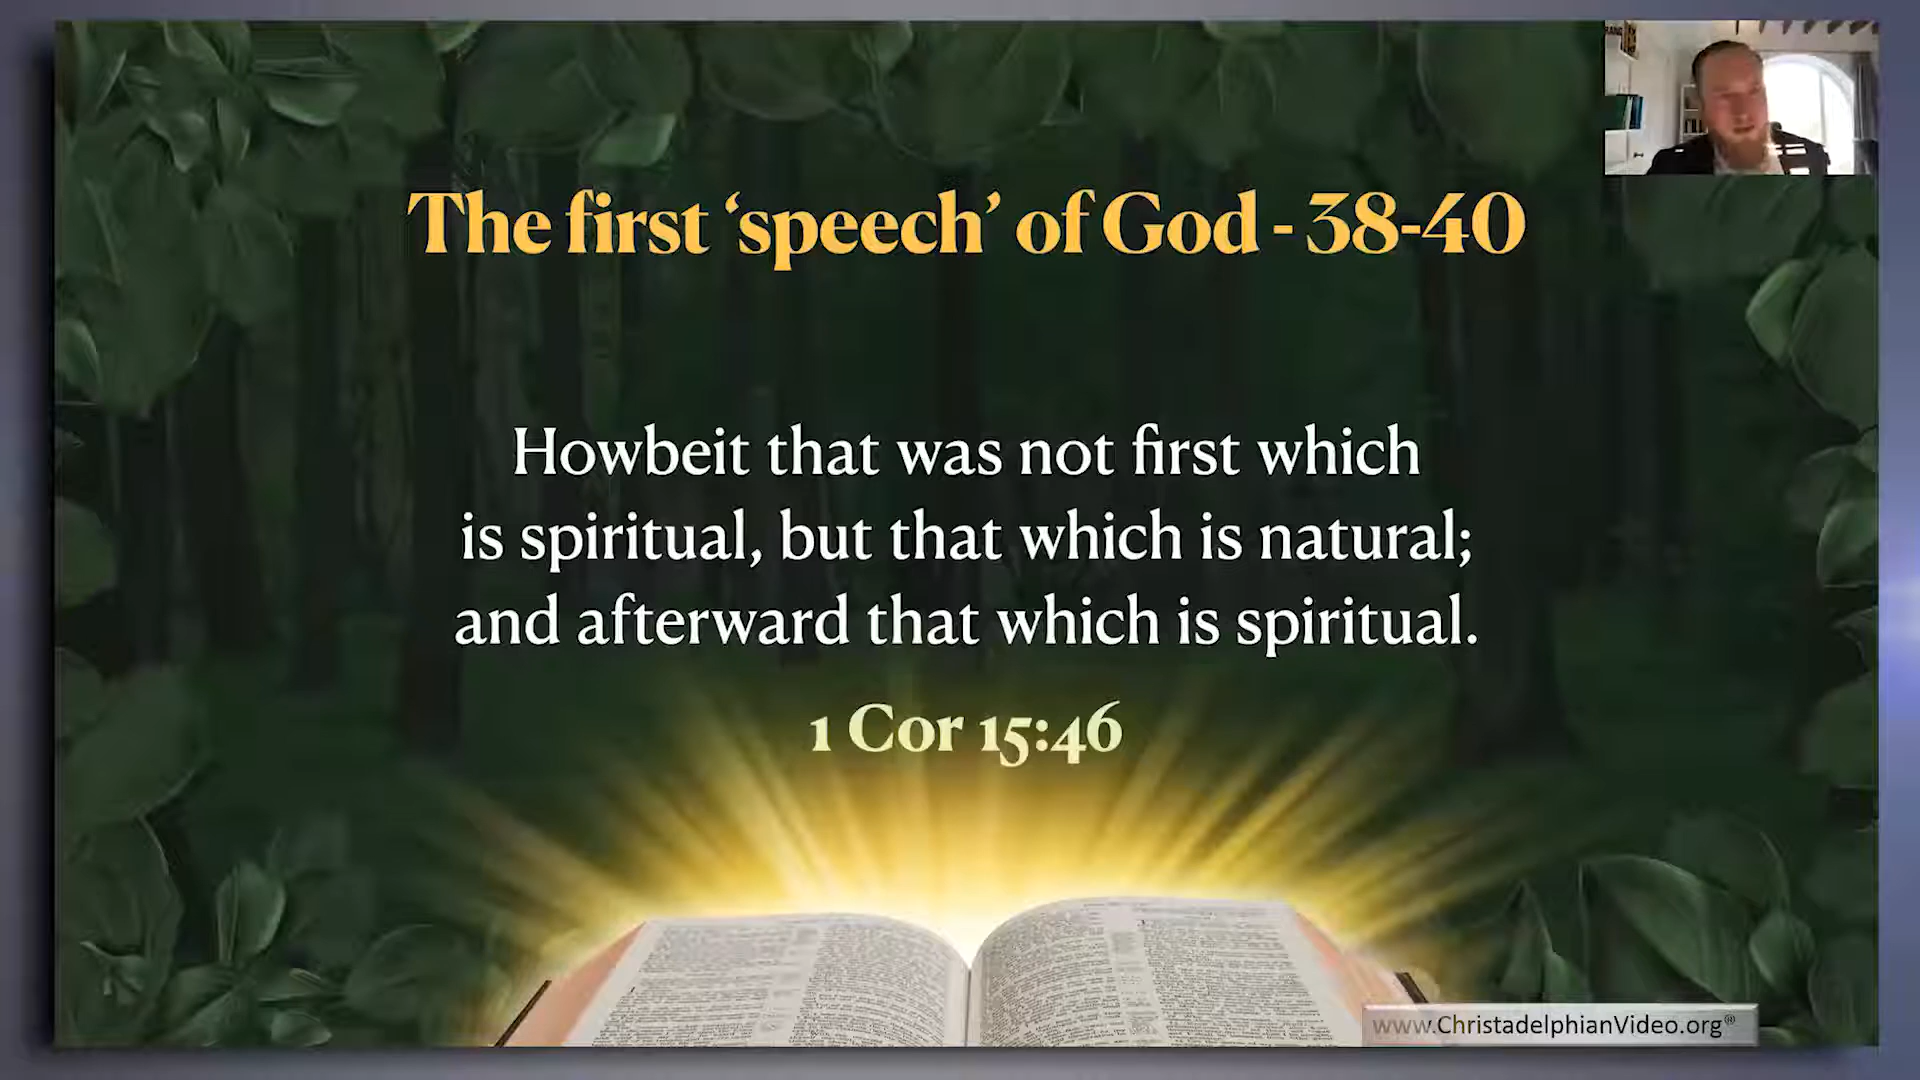 The first ‘speech’ of God - 38-40
Howbeit that was not first which
is spiritual, but that which is natural;
and afterward that which is spiritual.
1 Cor 15:46
www.ChristadelphianVideo.org®